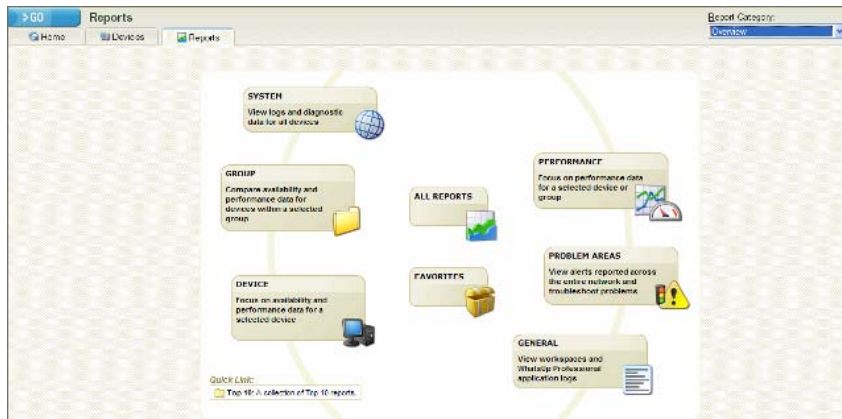 >GO
Reports
Report Category:
Overview
Home
Devices
Reports
SYSTEM
View logs and diagnostic
data for all devices
GROUP
Compare availability and
performance data for
devices within a selected
group
DEVICE
Focus on availability and
performance data for a
selected device
ALL REPORTS
FAVORITES
PERFORMANCE
Focus on performance data
for a selected device or
group
PROBLEM AREAS
View alerts reported across
the entire network and
troubleshoot problems
GENERAL
View workspaces and
WhatsUp Professional
application logs
Quick Link:
Top 10: A collection of Top 10 reports.